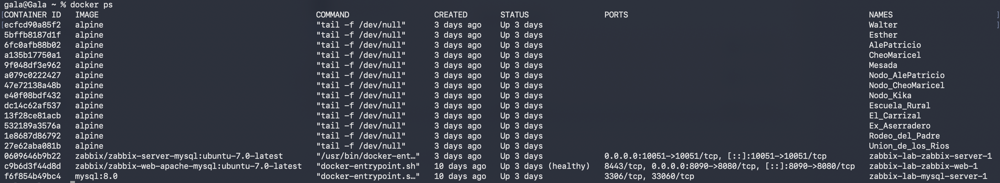 gala@Gala ~ % docker ps
[CONTAINER ID   IMAGE   COMMAND   CREATED   STATUS   PORTS   NAMES   ]
[ecfcd90a85f2   alpine   "tail -f /dev/null"   3 days ago   Up 3 days   Walter   ]
5bffb8187d1f   alpine   "tail -f /dev/null"   3 days ago   Up 3 days   Esther
6fc0afb88b02   alpine   "tail -f /dev/null"   3 days ago   Up 3 days   AlePatricio
a135b17750a1   alpine   "tail -f /dev/null"   3 days ago   Up 3 days   CheoMaricel
9f048df3e962   alpine   "tail -f /dev/null"   3 days ago   Up 3 days   Mesada
a079c0222427   alpine   "tail -f /dev/null"   3 days ago   Up 3 days   Nodo_AlePatricio
47e72138a48b   alpine   "tail -f /dev/null"   3 days ago   Up 3 days   Nodo_CheoMaricel
e40f08bdf432   alpine   "tail -f /dev/null"   3 days ago   Up 3 days   Nodo_Kika
dc14c62af537   alpine   "tail -f /dev/null"   3 days ago   Up 3 days   Escuela_Rural
13f28ce81acb   alpine   "tail -f /dev/null"   3 days ago   Up 3 days   El_Carrizal
532189a3576a   alpine   "tail -f /dev/null"   3 days ago   Up 3 days   Ex_Aserradero
1e8687d86792   alpine   "tail -f /dev/null"   3 days ago   Up 3 days   Rodeo_del_Padre
27e62aba081b   alpine   "tail -f /dev/null"   3 days ago   Up 3 days   Union_de_los_Rios
0609646b9b22   zabbix/zabbix-server-mysql:ubuntu-7.0-latest   "/usr/bin/docker-ent…"   3 days ago   Up 3 days   0.0.0.0:10051->10051/tcp, [::]:10051->10051/tcp   zabbix-lab-zabbix-server-1
c9b6d3f44d8d   zabbix/zabbix-web-apache-mysql:ubuntu-7.0-latest   "docker-entrypoint.sh"   10 days ago   Up 3 days (healthy)   8443/tcp, 0.0.0.0:8090->8080/tcp, [::]:8090->8080/tcp   zabbix-lab-zabbix-web-1
f6f854b49bc4   mysql:8.0   "docker-entrypoint.s…"   10 days ago   Up 3 days   3306/tcp, 33060/tcp   zabbix-lab-mysql-server-1